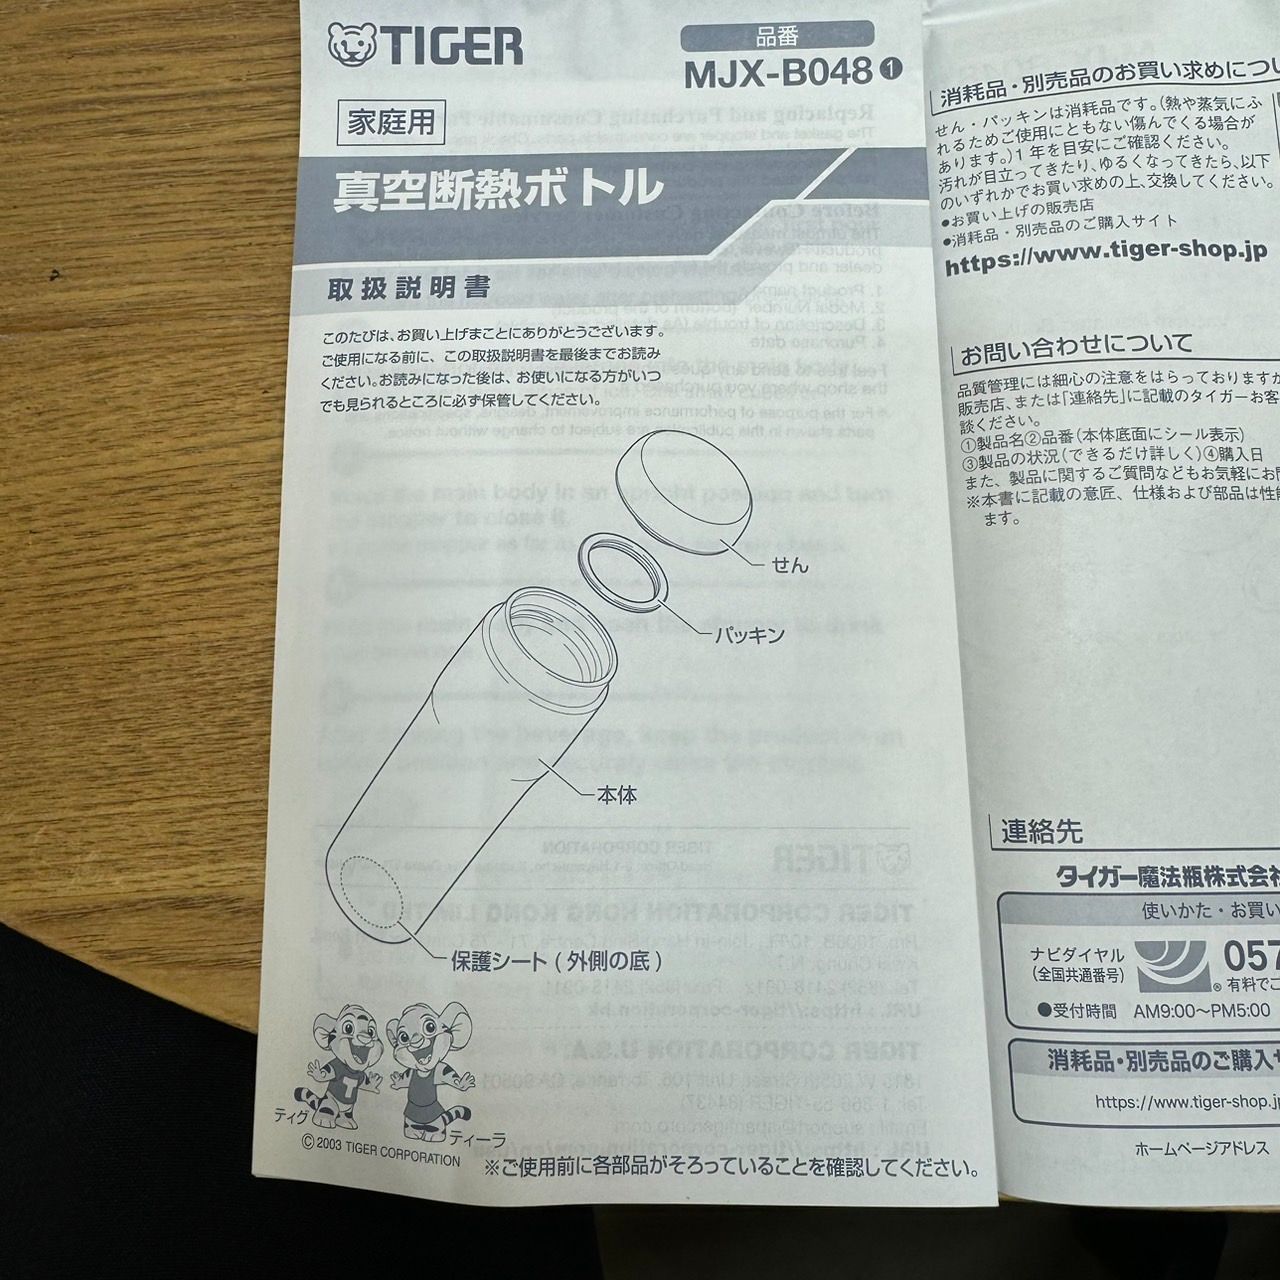 TIGER
品番
MJX-B048 ❶
家庭用
真空断熱ボトル
取扱説明書
このたびは、お買い上げまことにありがとうございます。
ご使用になる前に、この取扱説明書を最後までお読み
ください。お読みになった後は、お使いになる方がいつ
でも見られるところに必ず保管してください。
せん
パッキン
本体
保護シート(外側の底)
ティグ
ティーラ
© 2003 TIGER CORPORATION
※ご使用前に各部品がそろっていることを確認してください。
消耗品・別売品のお買い求めについ
せん・パッキンは消耗品です。(熱や蒸気にふ
れるためご使用にともない傷んでくる場合が
あります。)1年を目安にご確認ください。
汚れが目立ってきたり、ゆるくなってきたら、以下
のいずれかでお買い求めの上、交換してください。
●お買い上げの販売店
●消耗品・別売品のご購入サイト
https://www.tiger-shop.jp
お問い合わせについて
品質管理には細心の注意をはらっておりますか
販売店、または「連絡先」に記載のタイガーお客
談ください。
①製品名②品番(本体底面にシール表示)
③製品の状況(できるだけ詳しく)④購入日
また、製品に関するご質問などもお気軽にお
※本書に記載の意匠、仕様および部品は性能
ます。
連絡先
タイガー魔法瓶株式会社
使いかた・お買い
ナビダイヤル
(全国共通番号)
057
有料でご
●受付時間 AM9:00〜PM5:00
消耗品・別売品のご購入サ
https://www.tiger-shop.jp
ホームページアドレス